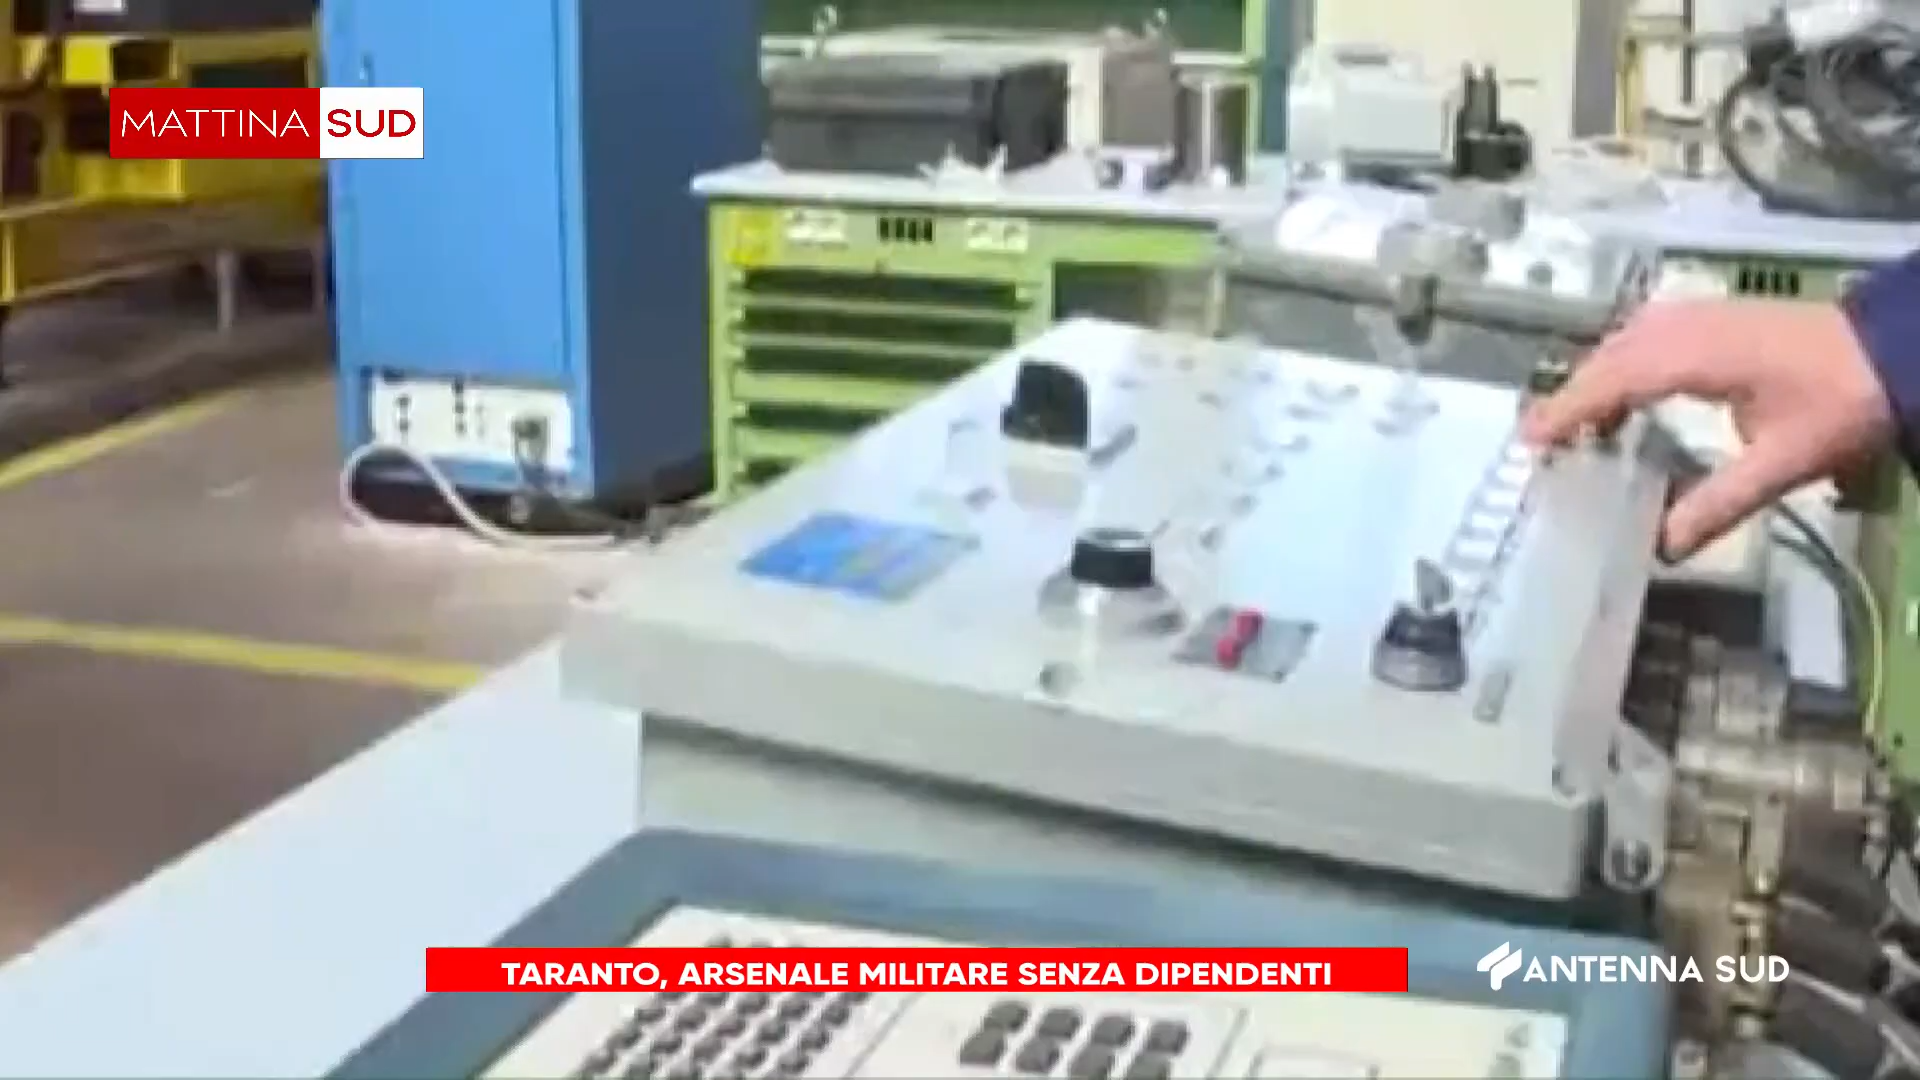 MATTINA SUD
TARANTO, ARSENALE MILITARE SENZA DIPENDENTI
ANTENNA SUD